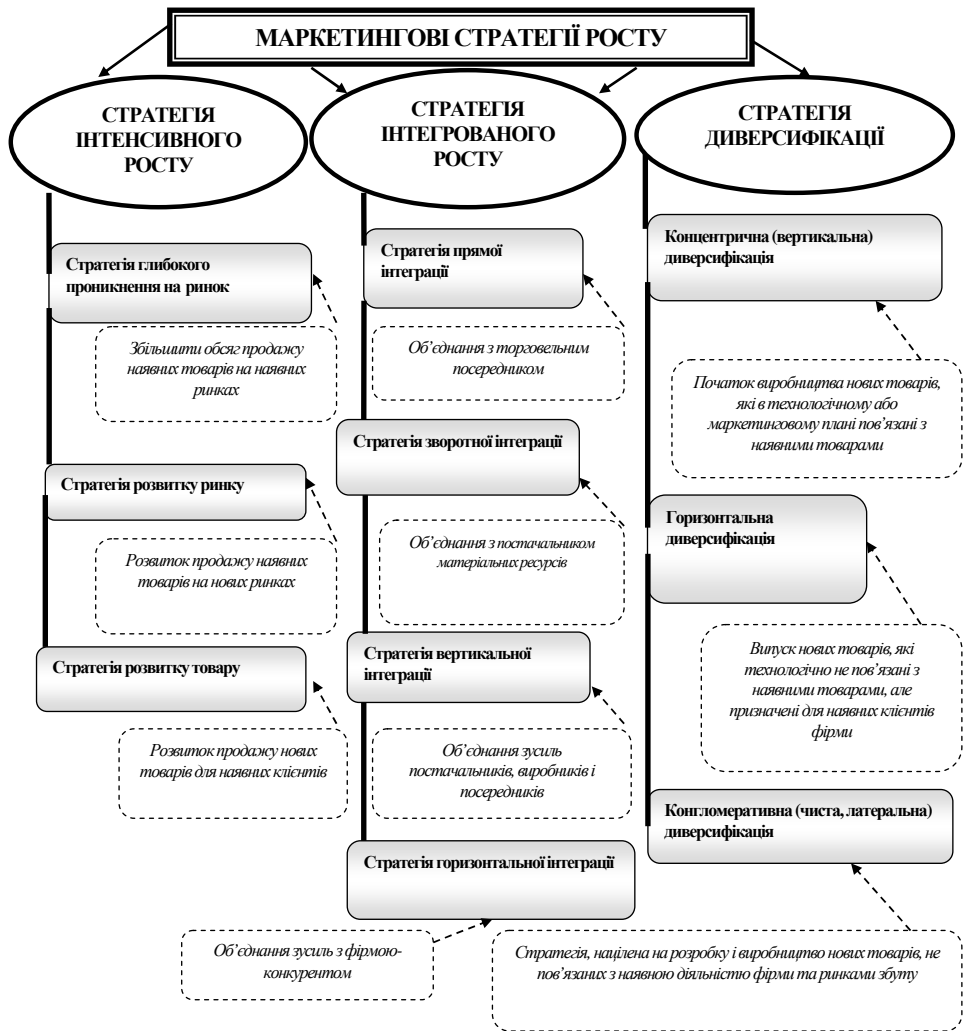 МАРКЕТИНГОВІ СТРАТЕГІЇ РОСТУ
СТРАТЕГІЯ
ІНТЕНСИВНОГО
РОСТУ
Стратегія глибокого
проникнення на ринок
Збільшити обсяг продажу
наявних товарів на наявних
ринках
Стратегія розвитку ринку
Розвиток продажу наявних
товарів на нових ринках
Стратегія розвитку товару
Розвиток продажу нових
товарів для наявних клієнтів
СТРАТЕГІЯ
ІНТЕГРОВАНОГО
РОСТУ
Стратегія прямої
інтеграції
Об’єднання з торговельним
посередником
Стратегія зворотної інтеграції
Об’єднання з постачальником
матеріальних ресурсів
Стратегія вертикальної
інтеграції
Об’єднання зусиль
постачальників, виробників і
посередників
Стратегія горизонтальної інтеграції
Об’єднання зусиль з фірмою-
конкурентом
СТРАТЕГІЯ
ДИВЕРСИФІКАЦІЇ
Концентрична (вертикальна)
диверсифікація
Початок виробництва нових товарів,
які в технологічному або
маркетинговому плані пов’язані з
наявними товарами
Горизонтальна
диверсифікація
Випуск нових товарів, які
технологічно не пов’язані з
наявними товарами, але
призначені для наявних клієнтів
фірми
Конгломеративна (чиста, латеральна)
диверсифікація
Стратегія, націлена на розробку і виробництво нових товарів, не
пов’язаних з наявною діяльністю фірми та ринками збуту